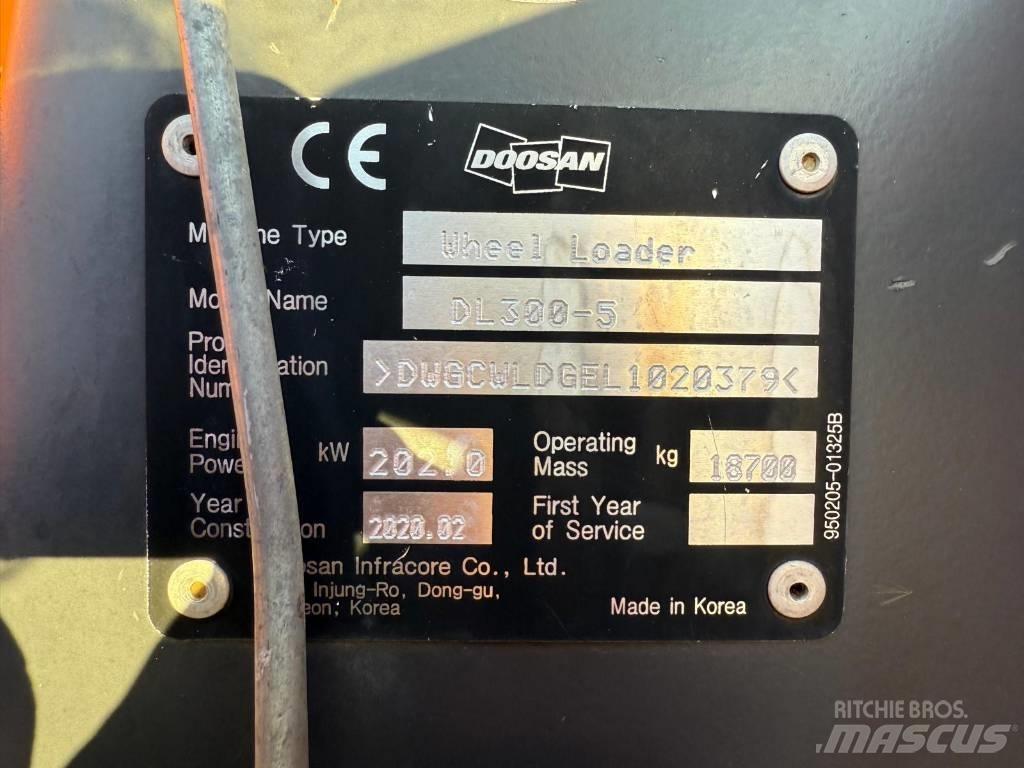 CE DOOSAN
Type Wheel Loader
Name DL300-5
Identification >DWGCWLDGEL1020379<
kW 202.0 Operating Mass kg 18700
Year 2020.02 First Year of Service
Infracore Co., Ltd.
Injung-Ro, Dong-gu,
Korea
Made in Korea
950205-01325B
RITCHIE BROS.
MASCUS